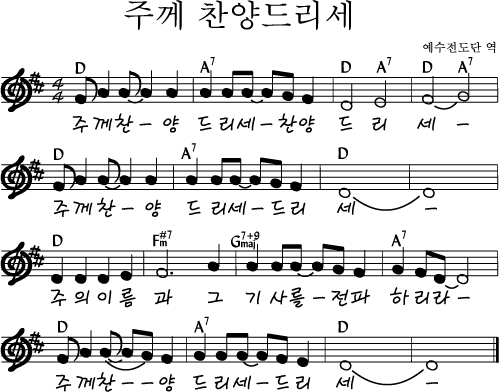 주께 찬양드리세
예수전도단 역
D A7 D A7 D A7
4 4
주께찬-- 양 드리세-찬양 드 리 세 -
D A7 D
주께찬-- 양 드리세-드리 세 -
D F#7m G7+9maj A7
주의이름 과 그 기사를-전파 하리라-
D A7 D
주께찬-- 양 드리세-드리 세 -